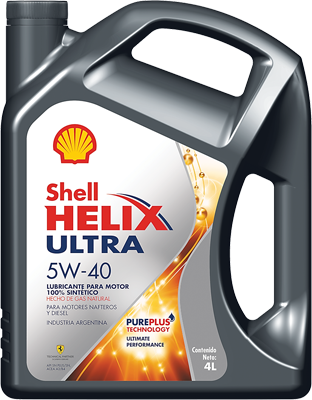 Shell
HELIX
ULTRA
5W-40
LUBRICANTE PARA MOTOR
100% SINTÉTICO
HECHO DE GAS NATURAL
PARA MOTORES NAFTEROS
Y DIESEL
INDUSTRIA ARGENTINA
PUREPLUS
TECHNOLOGY
ULTIMATE
PERFORMANCE
Contenido
Neto:
4L